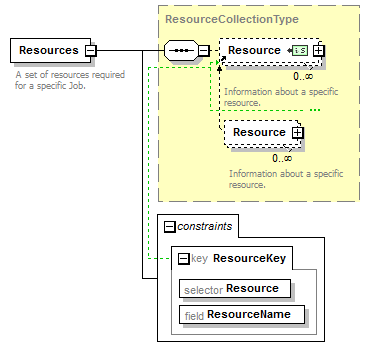 ResourceCollectionType
Resources
Resource
is
A set of resources required
for a specific Job.
0..∞
Information about a specific
resource.
...
Resource
0..∞
Information about a specific
resource.
constraints
key ResourceKey
selector Resource
field ResourceName